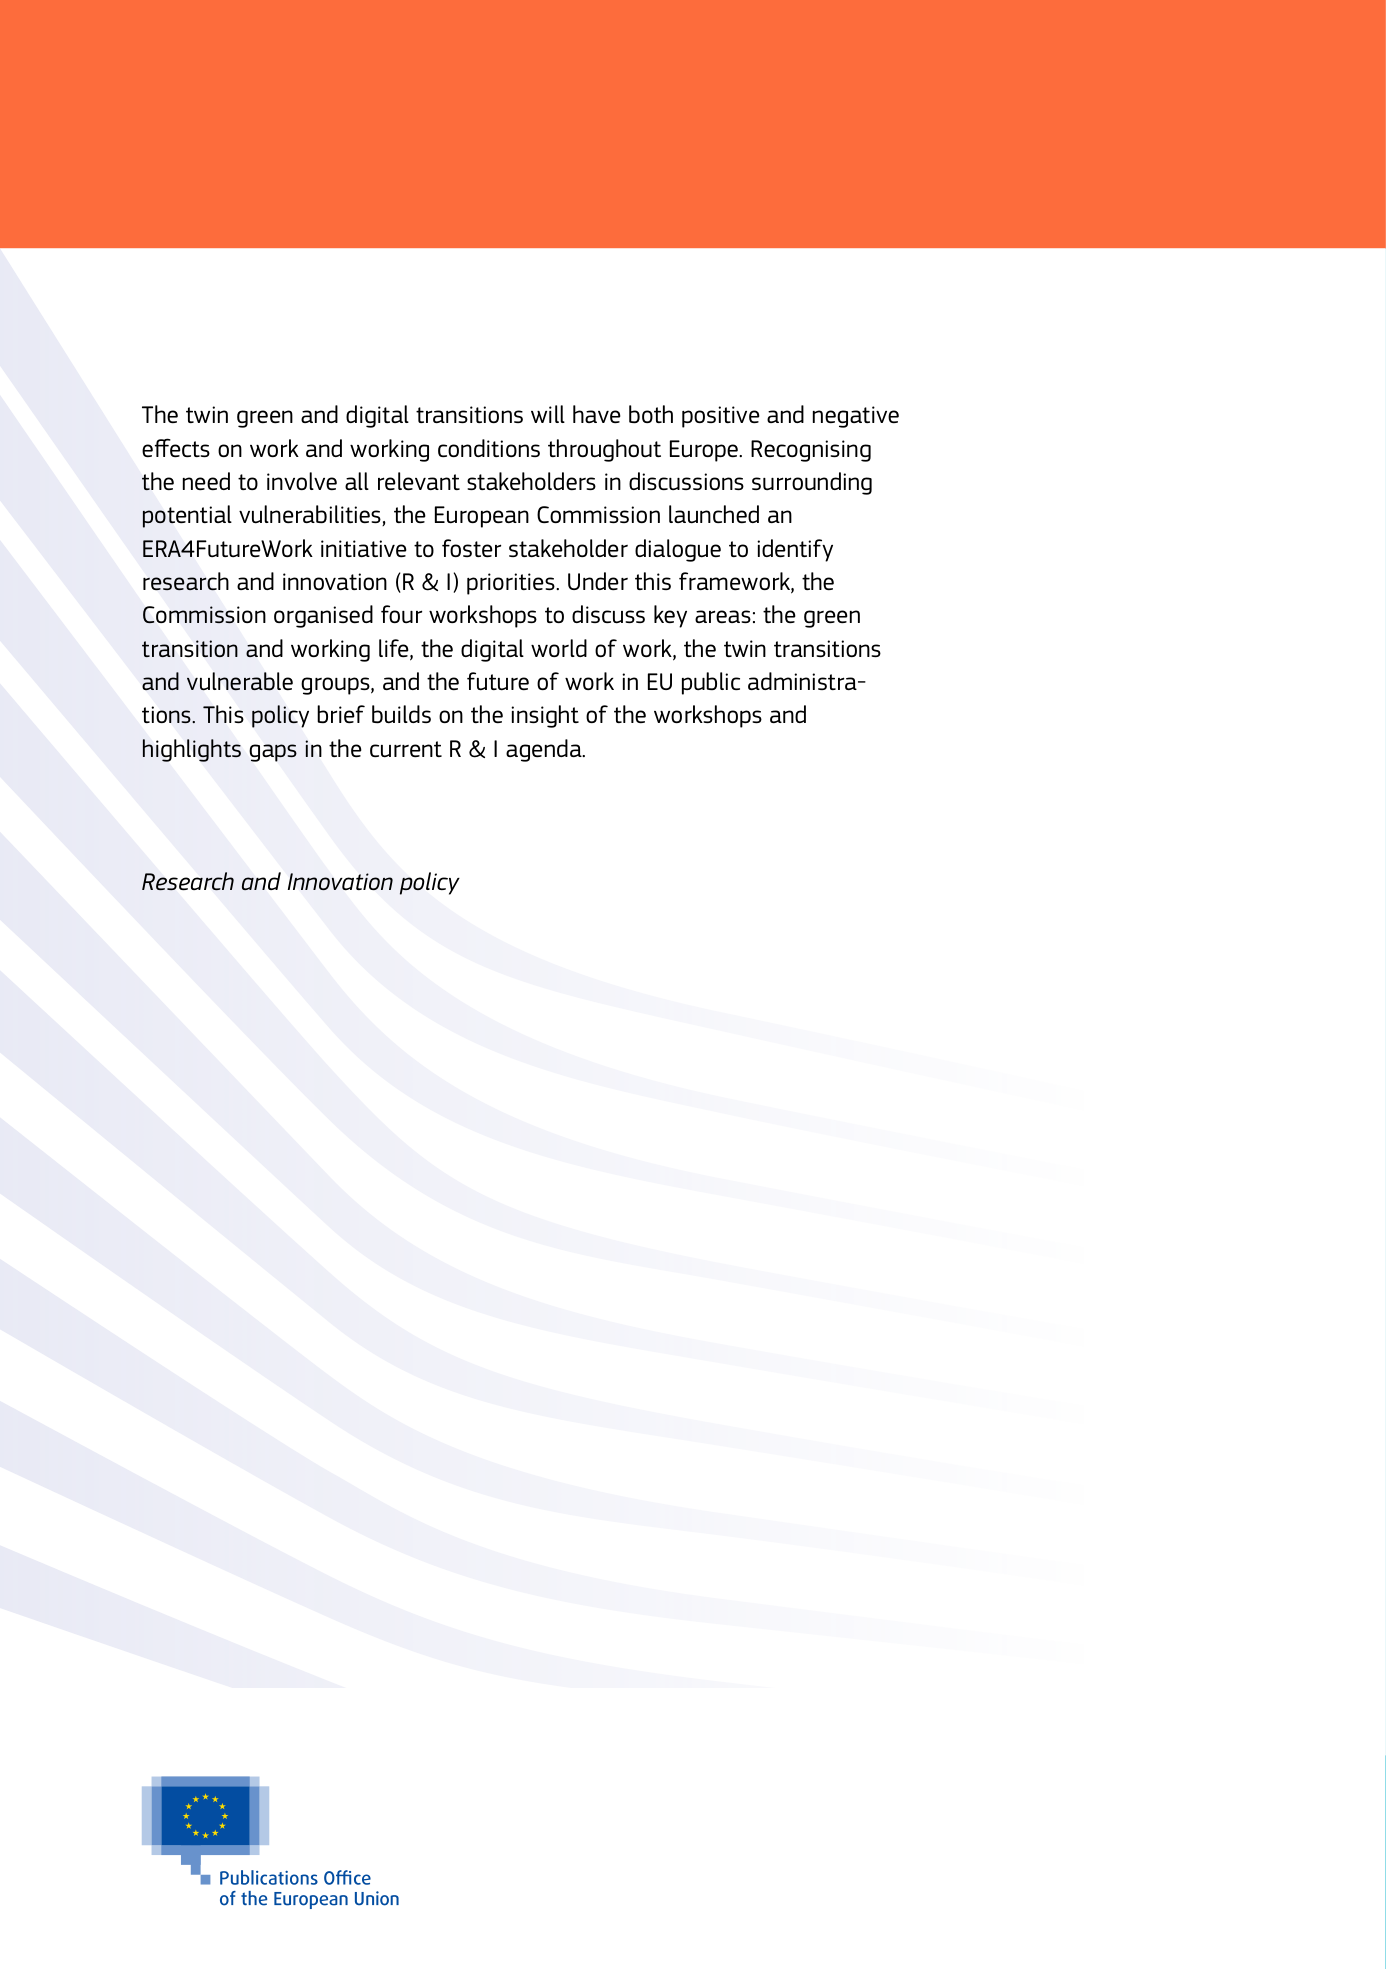 The twin green and digital transitions will have both positive and negative
effects on work and working conditions throughout Europe. Recognising
the need to involve all relevant stakeholders in discussions surrounding
potential vulnerabilities, the European Commission launched an
ERA4FutureWork initiative to foster stakeholder dialogue to identify
research and innovation (R & I) priorities. Under this framework, the
Commission organised four workshops to discuss key areas: the green
transition and working life, the digital world of work, the twin transitions
and vulnerable groups, and the future of work in EU public administra-
tions. This policy brief builds on the insight of the workshops and
highlights gaps in the current R & I agenda.
Research and Innovation policy
Publications Office
of the European Union